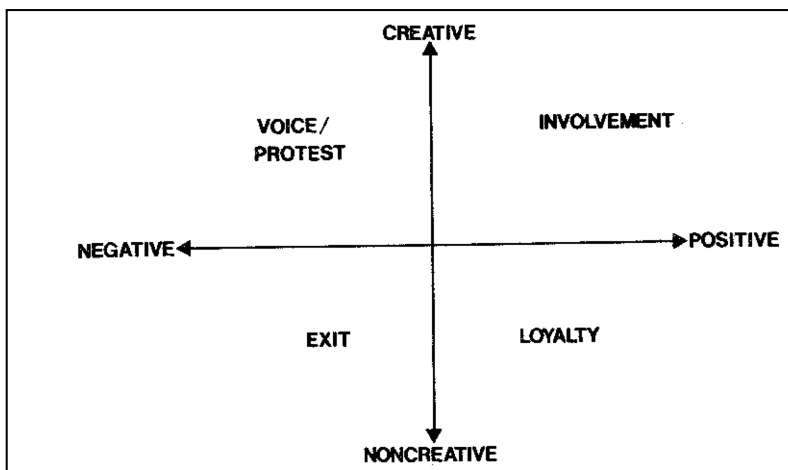 CREATIVE
VOICE/
PROTEST
INVOLVEMENT
NEGATIVE
POSITIVE
EXIT
LOYALTY
NONCREATIVE